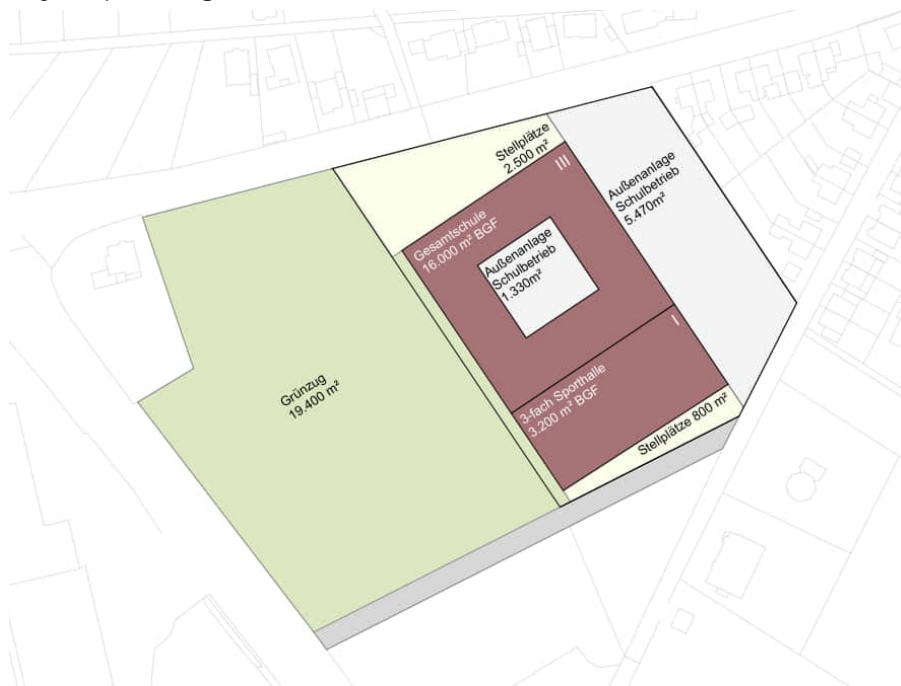 Stellplätze
2.500 m²
III
Gesamtschule
16.000 m² BGF
Außenanlage
Schulbetrieb
1.330m²
Außenanlage
Schulbetrieb
5.470m²
Grünzug
19.400 m²
I
3-fach Sporthalle
3.200 m² BGF
Stellplätze 800 m²